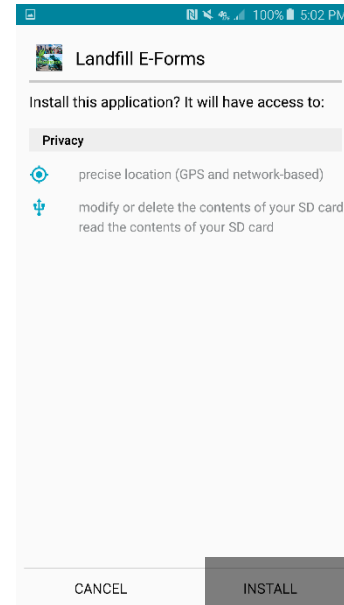 100% 5:02 PM
Landfill E-Forms
Install this application? It will have access to:
Privacy
precise location (GPS and network-based)
modify or delete the contents of your SD card
read the contents of your SD card
CANCEL INSTALL